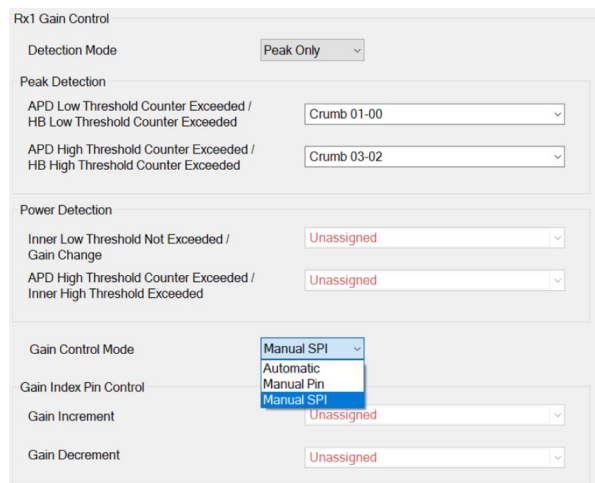 Rx1 Gain Control
Detection Mode
Peak Only
Peak Detection
APD Low Threshold Counter Exceeded /
HB Low Threshold Counter Exceeded
Crumb 01-00
APD High Threshold Counter Exceeded /
HB High Threshold Counter Exceeded
Crumb 03-02
Power Detection
Inner Low Threshold Not Exceeded /
Gain Change
Unassigned
APD High Threshold Counter Exceeded /
Inner High Threshold Exceeded
Unassigned
Gain Control Mode
Manual SPI
Automatic
Manual Pin
Manual SPI
Gain Index Pin Control
Gain Increment
Unassigned
Gain Decrement
Unassigned